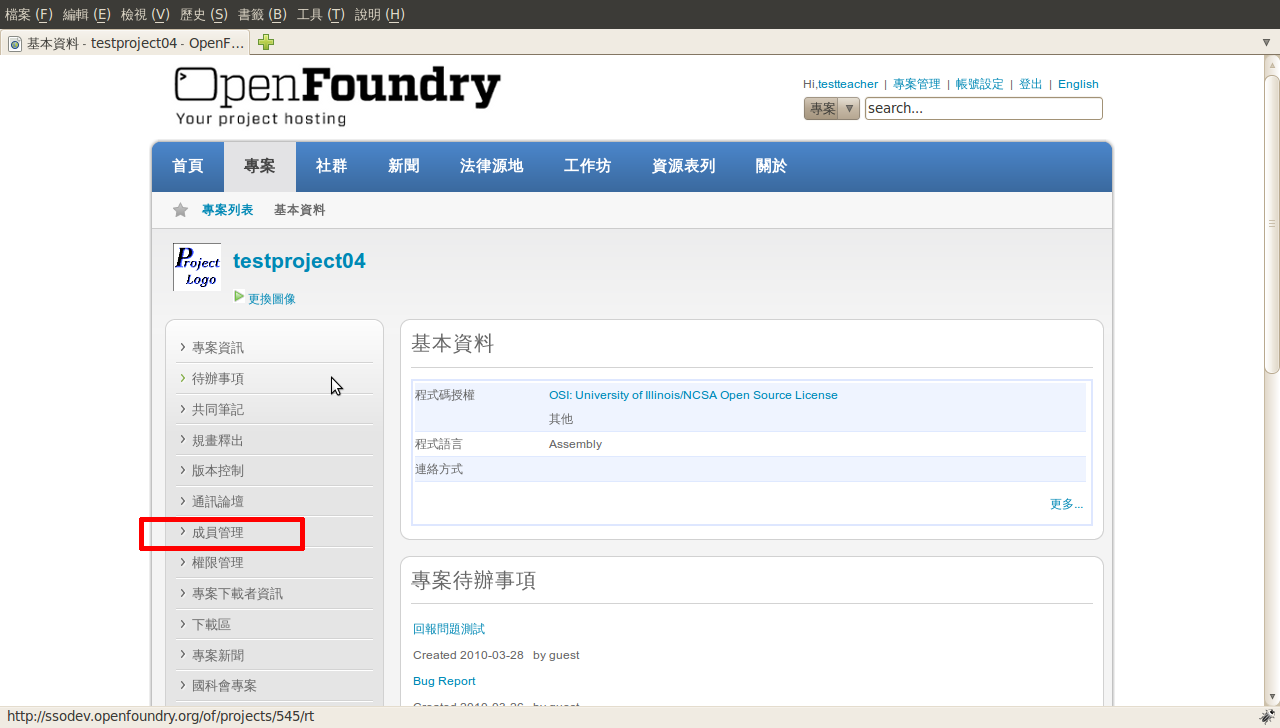 檔案 (F) 編輯 (E) 檢視 (V) 歷史 (S) 書籤 (B) 工具 (T) 說明 (H)
基本資料 - testproject04 - OpenF...
OpenFoundry
Your project hosting
Hi,testteacher | 專案管理 | 帳號設定 | 登出 | English
專案 search...
首頁 專案 社群 新聞 法律源地 工作坊 資源表列 關於
專案列表 基本資料
Project Logo
testproject04
更換圖像
專案資訊
待辦事項
共同筆記
規畫釋出
版本控制
通訊論壇
成員管理
權限管理
專案下載者資訊
下載區
專案新聞
國科會專案
基本資料
程式碼授權 OSI: University of Illinois/NCSA Open Source License
其他
程式語言 Assembly
連絡方式
更多...
專案待辦事項
回報問題測試
Created 2010-03-28 by guest
Bug Report
Created 2010-03-26 by guest
http://ssodev.openfoundry.org/of/projects/545/rt